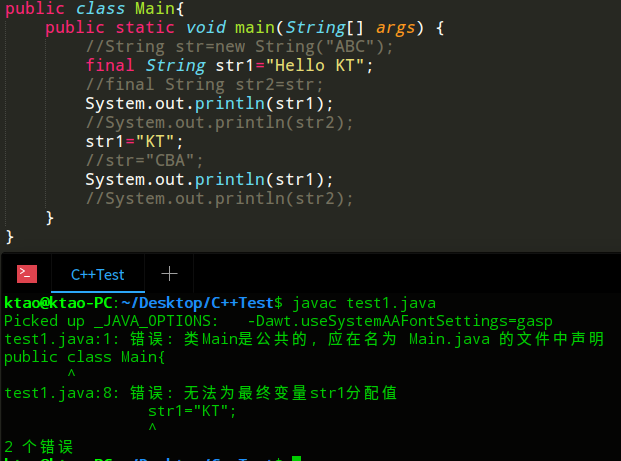 public class Main{
    public static void main(String[] args) {
        //String str=new String("ABC");
        final String str1="Hello KT";
        //final String str2=str;
        System.out.println(str1);
        //System.out.println(str2);
        str1="KT";
        //str="CBA";
        System.out.println(str1);
        //System.out.println(str2);
    }
}
C++Test
ktao@ktao-PC:~/Desktop/C++Test$ javac test1.java
Picked up _JAVA_OPTIONS:   -Dawt.useSystemAAFontSettings=gasp
test1.java:1: 错误: 类Main是公共的, 应在名为 Main.java 的文件中声明
public class Main{
       ^
test1.java:8: 错误: 无法为最终变量str1分配值
                str1="KT";
                ^
2 个错误